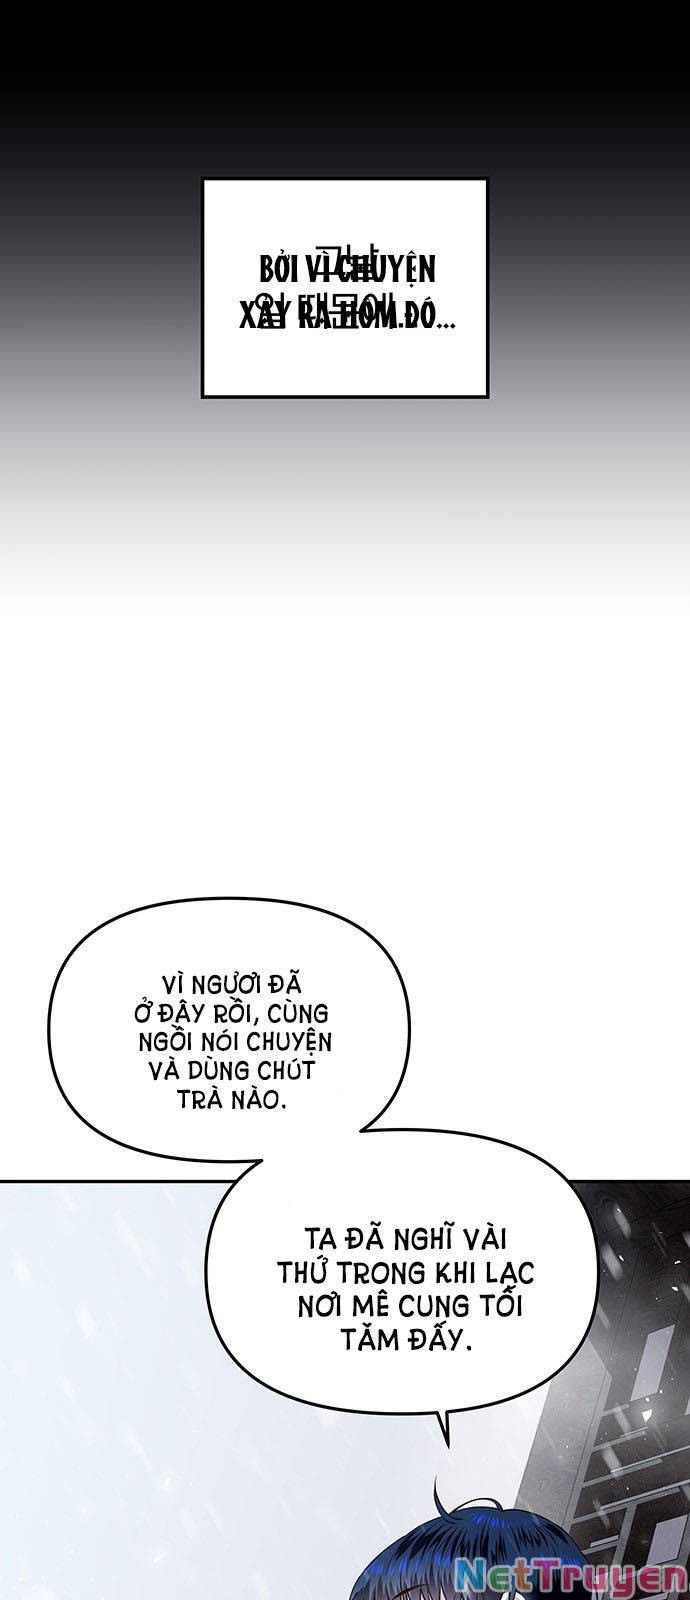 BỞI VÌ CHUYỆN
XẢY RA HÔM ĐÓ...
VÌ NGƯƠI ĐÃ
Ở ĐÂY RỒI, CÙNG
NGỒI NÓI CHUYỆN
VÀ DÙNG CHÚT
TRÀ NÀO.
TA ĐÃ NGHĨ VÀI
THỨ TRONG KHI LẠC
NƠI MÊ CUNG TỐI
TĂM ĐẤY.
NetTruyen